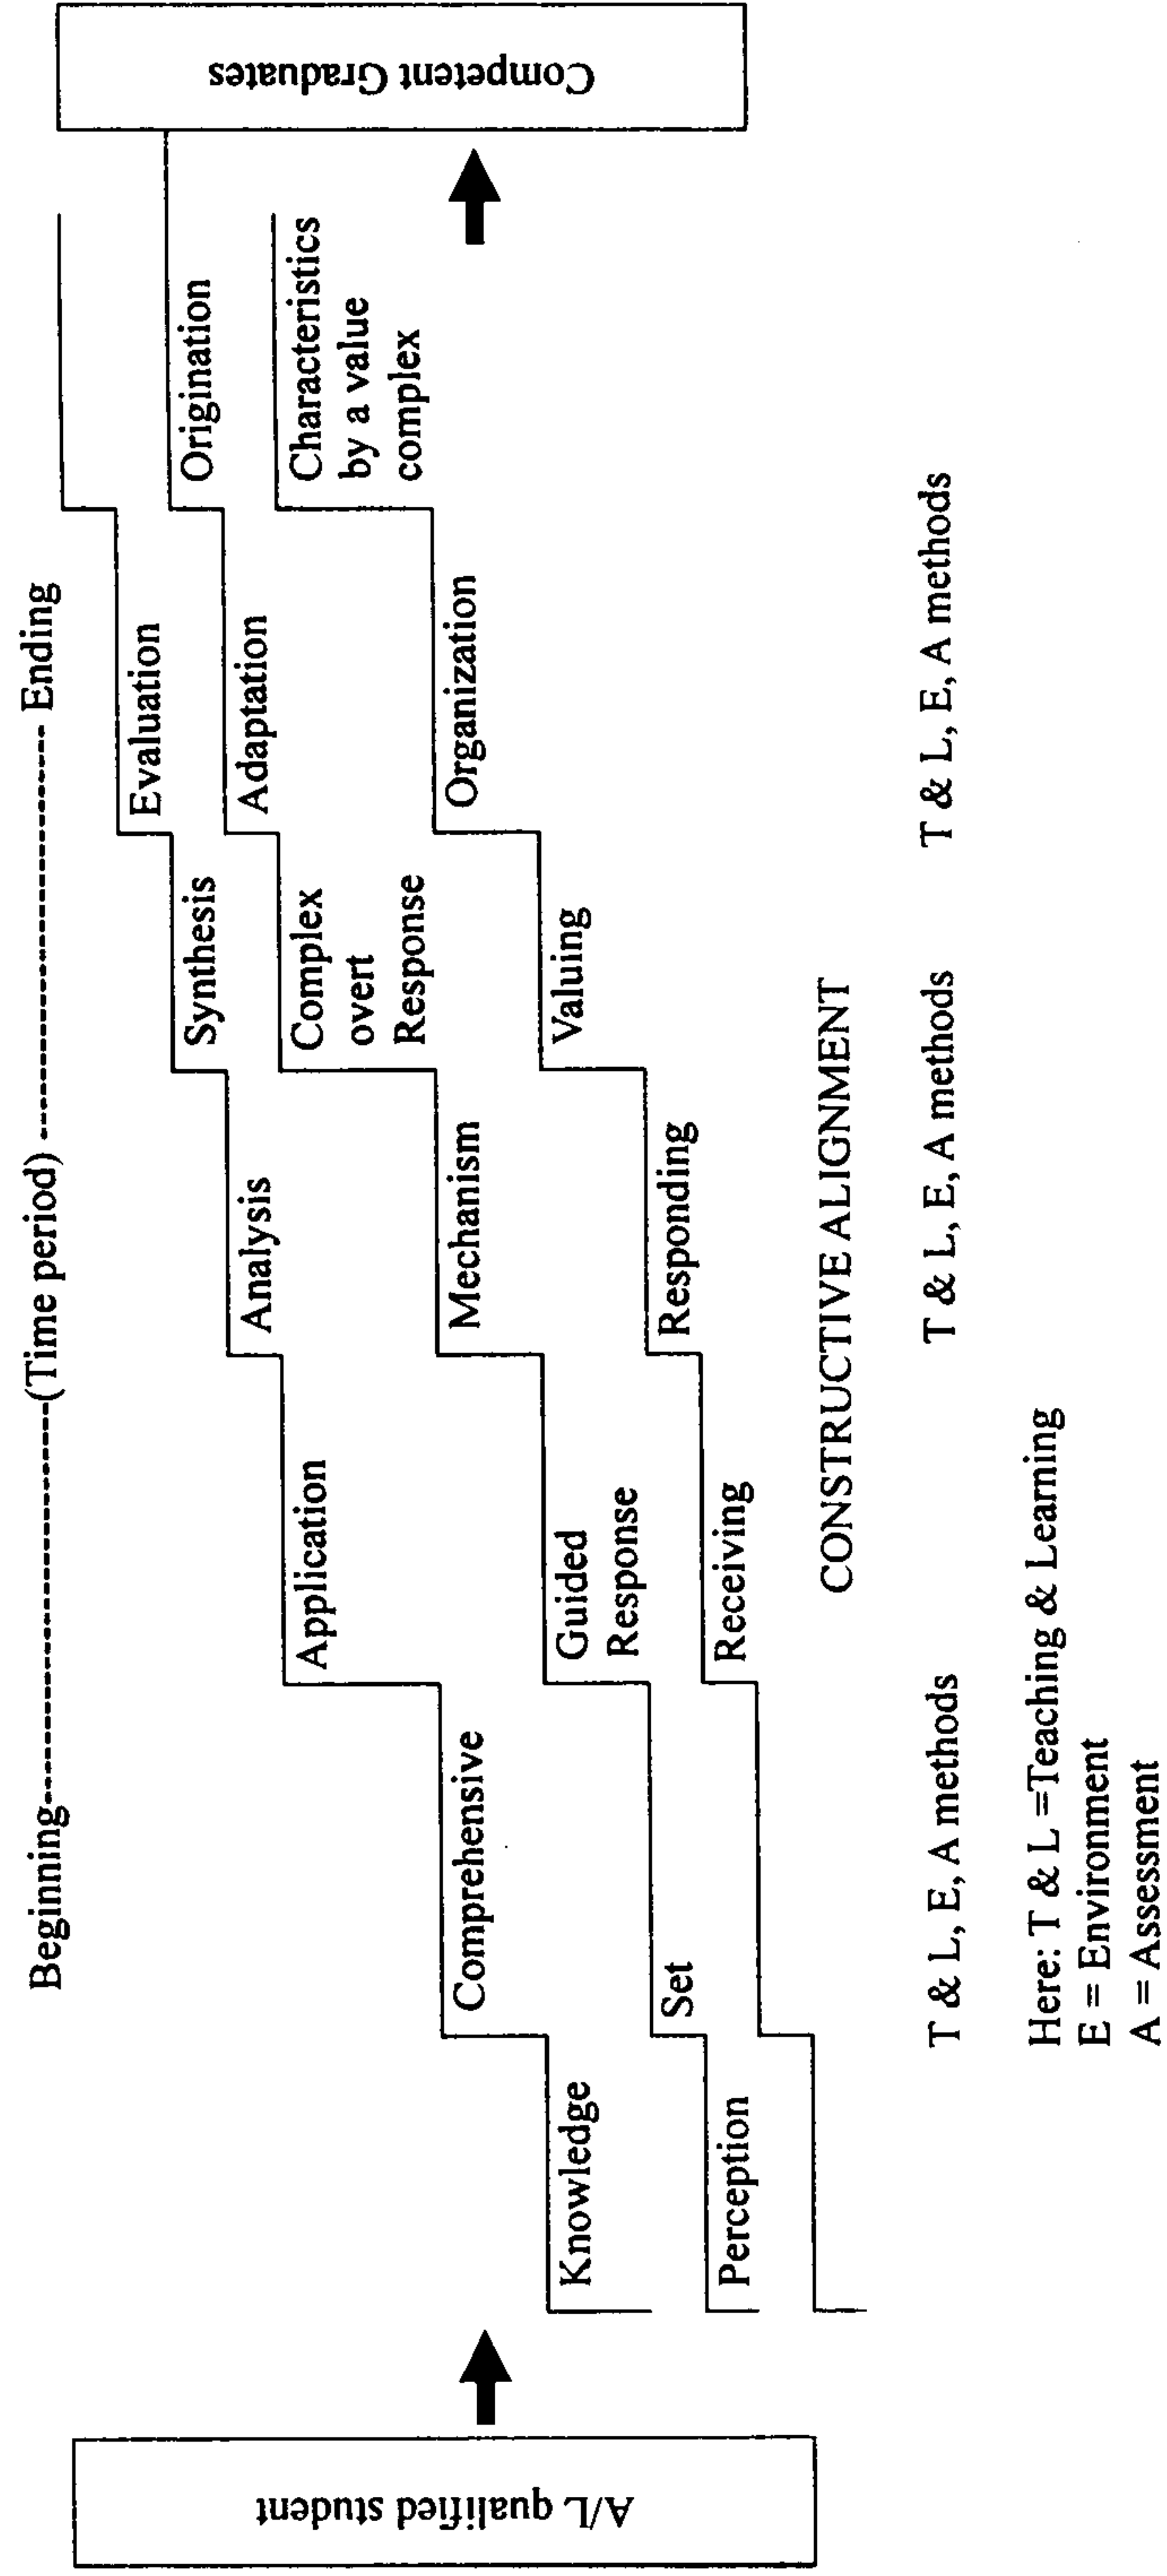 Beginning----------------------------(Time period) ---------------------------- Ending
A/L qualified student
Knowledge
Comprehensive
Application
Analysis
Synthesis
Evaluation
Perception
Set
Guided
Response
Mechanism
Complex
overt
Response
Adaptation
Origination
Receiving
Responding
Valuing
Organization
Characteristics
by a value
complex
Competent Graduates
CONSTRUCTIVE ALIGNMENT
T & L, E, A methods
T & L, E, A methods
T & L, E, A methods
Here: T & L =Teaching & Learning
E = Environment
A = Assessment